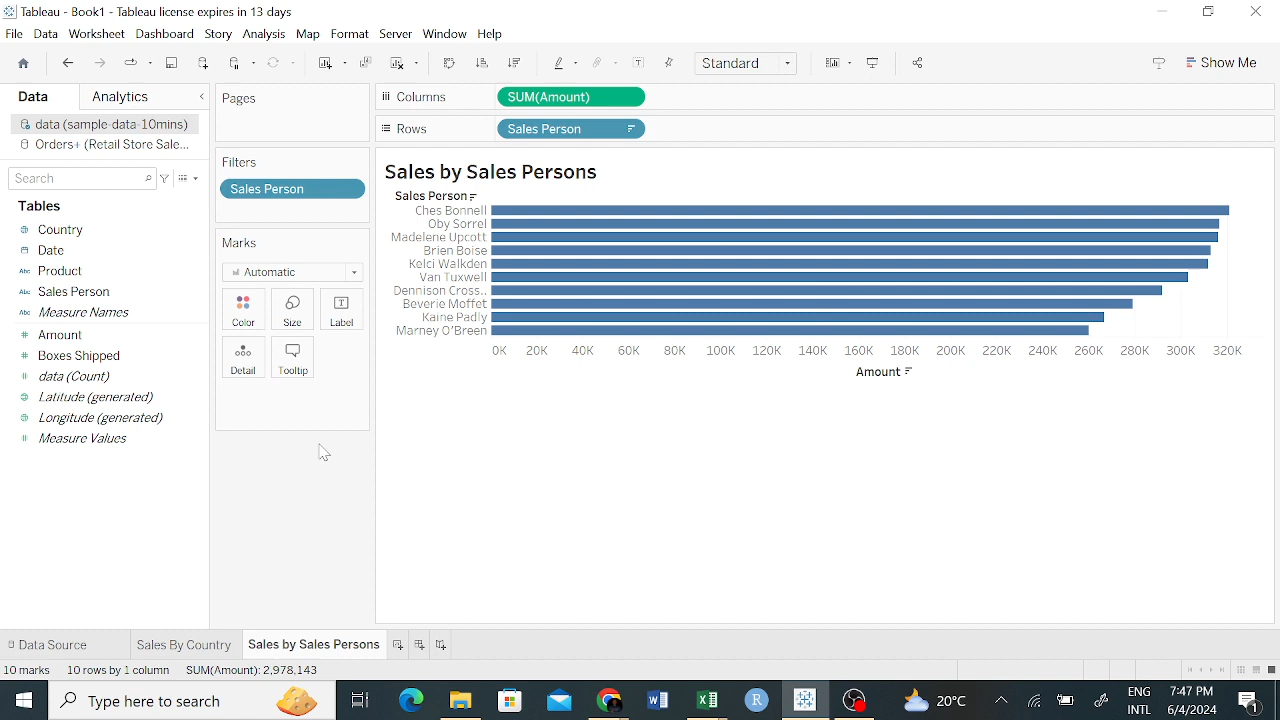 Tableau - Book1 - Tableau license expires in 13 days
File Data Worksheet Dashboard Story Analysis Map Format Server Window Help
Standard
Show Me
Data Analytics
data (sample-data-10mins)
Orders+ (Retail Store Sale...
Search
Tables
Country
Date
Abc Product
Abc Sales Person
Abc Measure Names
# Amount
# Boxes Shipped
# data (Count)
Latitude (generated)
Longitude (generated)
# Measure Values
Pages
Filters
Sales Person
Marks
Automatic
Color Size Label
Detail Tooltip
Columns SUM(Amount)
Rows Sales Person
Sales by Sales Persons
Sales Person
Ches Bonnell
Oby Sorrel
Madelene Upcott
Brien Boise
Kelci Walkden
Van Tuxwell
Dennison Cross..
Beverie Moffet
Kaine Padly
Marney O'Breen
0K 20K 40K 60K 80K 100K 120K 140K 160K 180K 200K 220K 240K 260K 280K 300K 320K
Amount
Data Source Sales By Country Sales by Sales Persons
10 marks 10 rows by 1 column SUM(Amount): 2,978,143
Type here to search
20°C
ENG
INTL
7:47 PM
6/4/2024
1